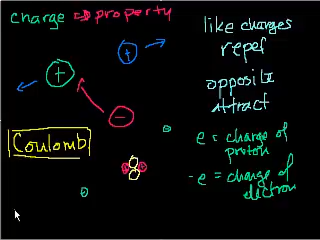 charge => property
like charges
repel
opposite
attract
+
+
-
Coulomb
+
+
e = charge of
proton
-e = charge of
electron